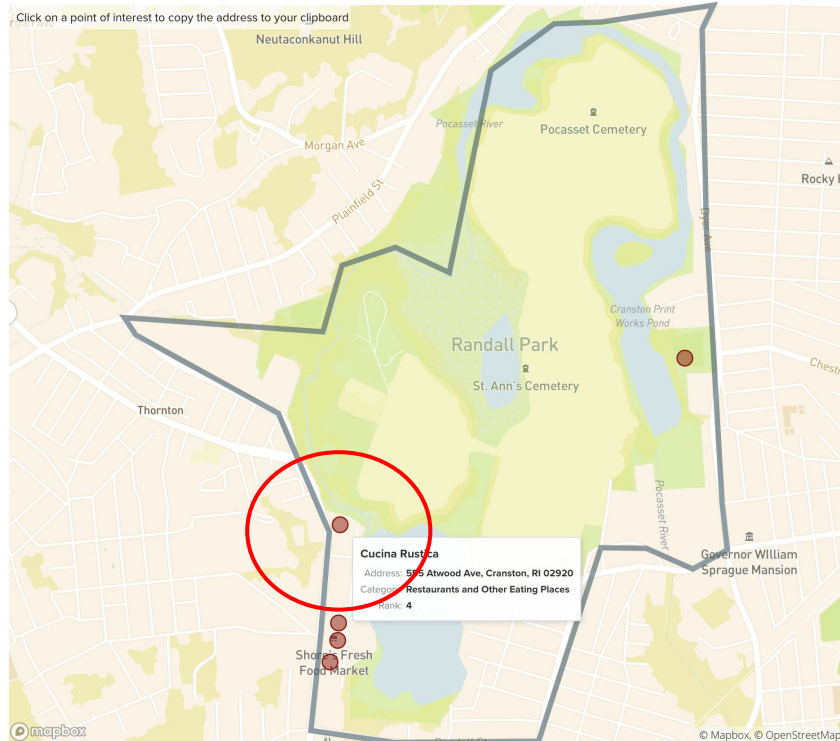 Click on a point of interest to copy the address to your clipboard
Neutaconkanut Hill
Pocasset River
Pocasset Cemetery
Morgan Ave
Plainfield St
Rocky
Dyer Ave
Cranston Print
Works Pond
Randall Park
St. Ann's Cemetery
Thornton
Pocasset River
Cucina Rustica
Address: 555 Atwood Ave, Cranston, RI 02920
Category: Restaurants and Other Eating Places
Rank: 4
Governor William
Sprague Mansion
Shore's Fresh
Food Market
mapbox
© Mapbox, © OpenStreetMap